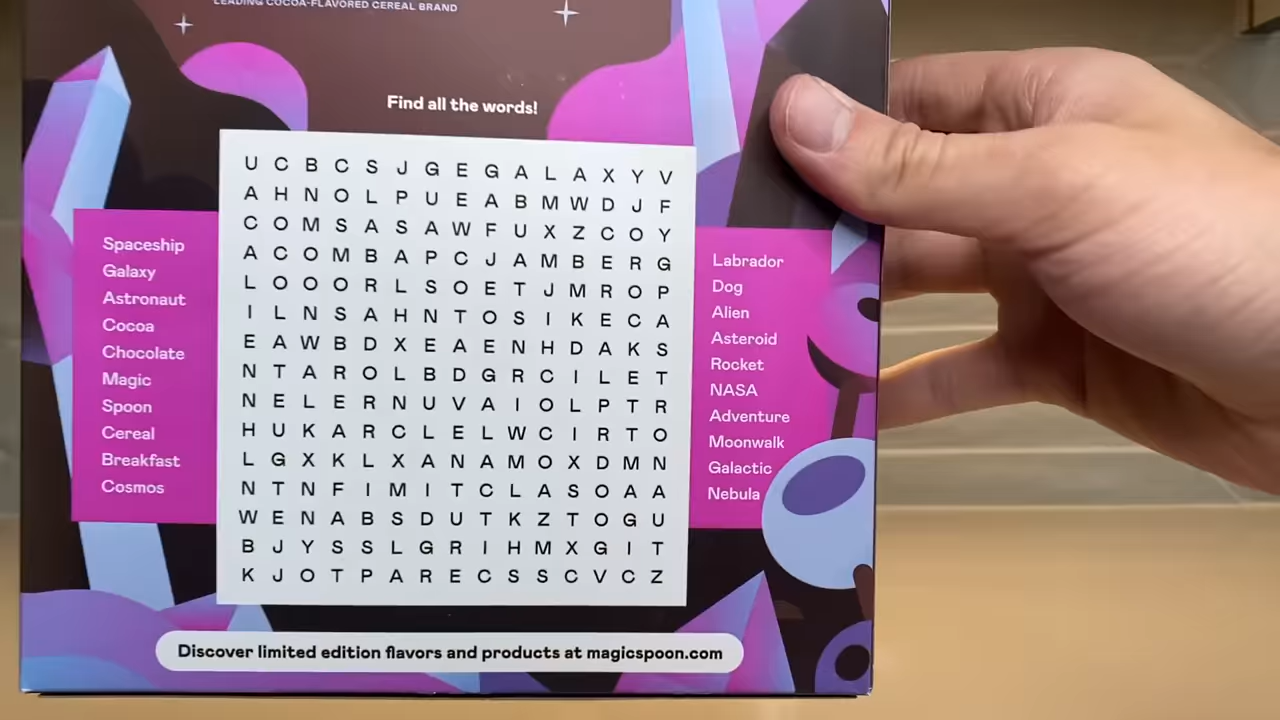 LEADING COCOA-FLAVORED CEREAL BRAND
Find all the words!
U C B C S J G E G A L A X Y V
A H N O L P U E A B M W D J F
C O M S A S A W F U X Z C O Y
A C O M B A P C J A M B E R G
L O O O R L S O E T J M R O P
I L N S A H N T O S I K E C A
E A W B D X E A E N H D A K S
N T A R O L B D G R C I L E T
N E L E R N U V A I O L P T R
H U K A R C L E L W C I R T O
L G X K L X A N A M O X D M N
N T N F I M I T C L A S O A A
W E N A B S D U T K Z T O G U
B J Y S S L G R I H M X G I T
K J O T P A R E C S S C V C Z
Spaceship
Galaxy
Astronaut
Cocoa
Chocolate
Magic
Spoon
Cereal
Breakfast
Cosmos
Labrador
Dog
Alien
Asteroid
Rocket
NASA
Adventure
Moonwalk
Galactic
Nebula
Discover limited edition flavors and products at magicspoon.com